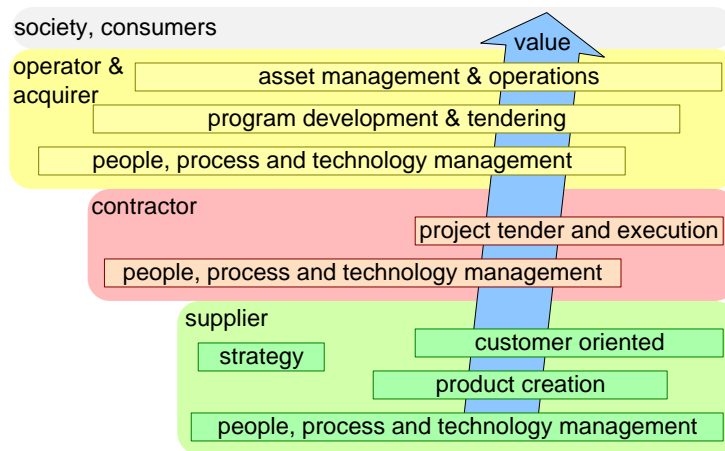 society, consumers
value
operator &
acquirer
asset management & operations
program development & tendering
people, process and technology management
contractor
project tender and execution
people, process and technology management
supplier
customer oriented
strategy
product creation
people, process and technology management